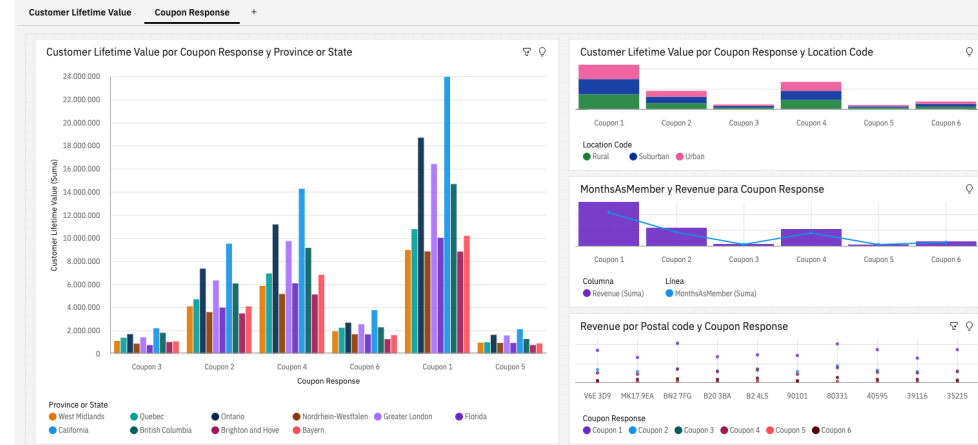 Customer Lifetime Value Coupon Response +
Customer Lifetime Value por Coupon Response y Province or State
Customer Lifetime Value (Suma)
24.000.000
22.000.000
20.000.000
18.000.000
16.000.000
14.000.000
12.000.000
10.000.000
8.000.000
6.000.000
4.000.000
2.000.000
0
Coupon 3 Coupon 2 Coupon 4 Coupon 6 Coupon 1 Coupon 5
Coupon Response
Province or State
West Midlands Quebec Ontario Nordrhein-Westfalen Greater London Florida
California British Columbia Brighton and Hove Bayern
Customer Lifetime Value por Coupon Response y Location Code
Coupon 1 Coupon 2 Coupon 3 Coupon 4 Coupon 5 Coupon 6
Location Code
Rural Suburban Urban
MonthsAsMember y Revenue para Coupon Response
Coupon 1 Coupon 2 Coupon 3 Coupon 4 Coupon 5 Coupon 6
Columna Línea
Revenue (Suma) MonthsAsMember (Suma)
Revenue por Postal code y Coupon Response
V6E 3D9 MK17 9EA BN2 7FG B20 3BA B2 4L5 90101 80331 40595 39116 35215
Coupon Response
Coupon 1 Coupon 2 Coupon 3 Coupon 4 Coupon 5 Coupon 6